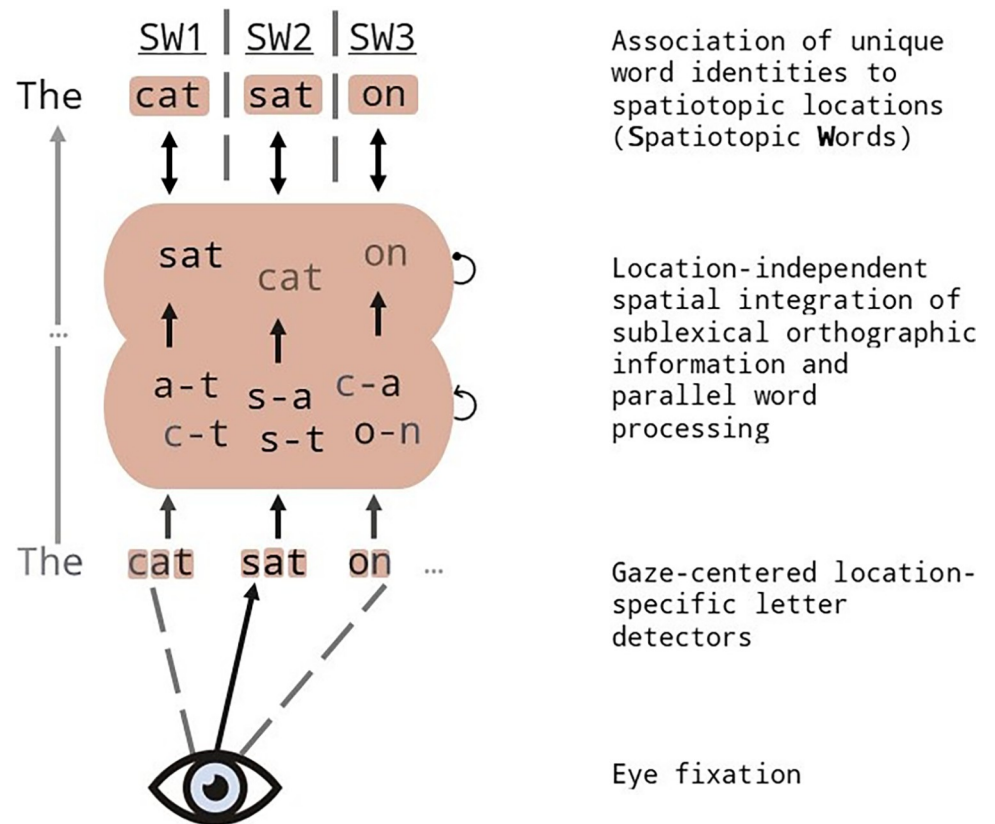 SW1 SW2 SW3
The cat sat on
Association of unique
word identities to
spatiotopic locations
(Spatiotopic Words)
sat cat on
...
a-t s-a c-a
c-t s-t o-n
Location-independent
spatial integration of
sublexical orthographic
information and
parallel word
processing
The cat sat on ...
Gaze-centered location-
specific letter
detectors
Eye fixation